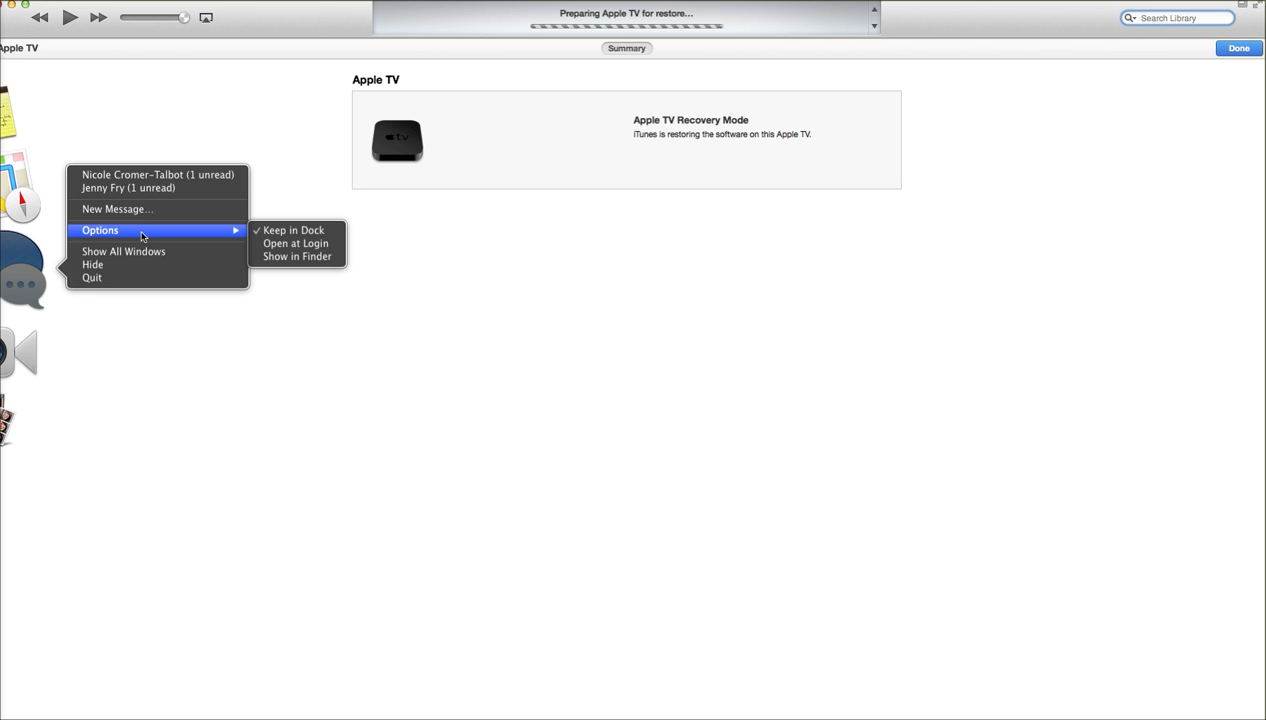 Preparing Apple TV for restore...
Search Library
Apple TV
Summary
Done
Apple TV
tv
Apple TV Recovery Mode
iTunes is restoring the software on this Apple TV.
Nicole Cromer-Talbot (1 unread)
Jenny Fry (1 unread)
New Message...
Options
Keep in Dock
Open at Login
Show in Finder
Show All Windows
Hide
Quit